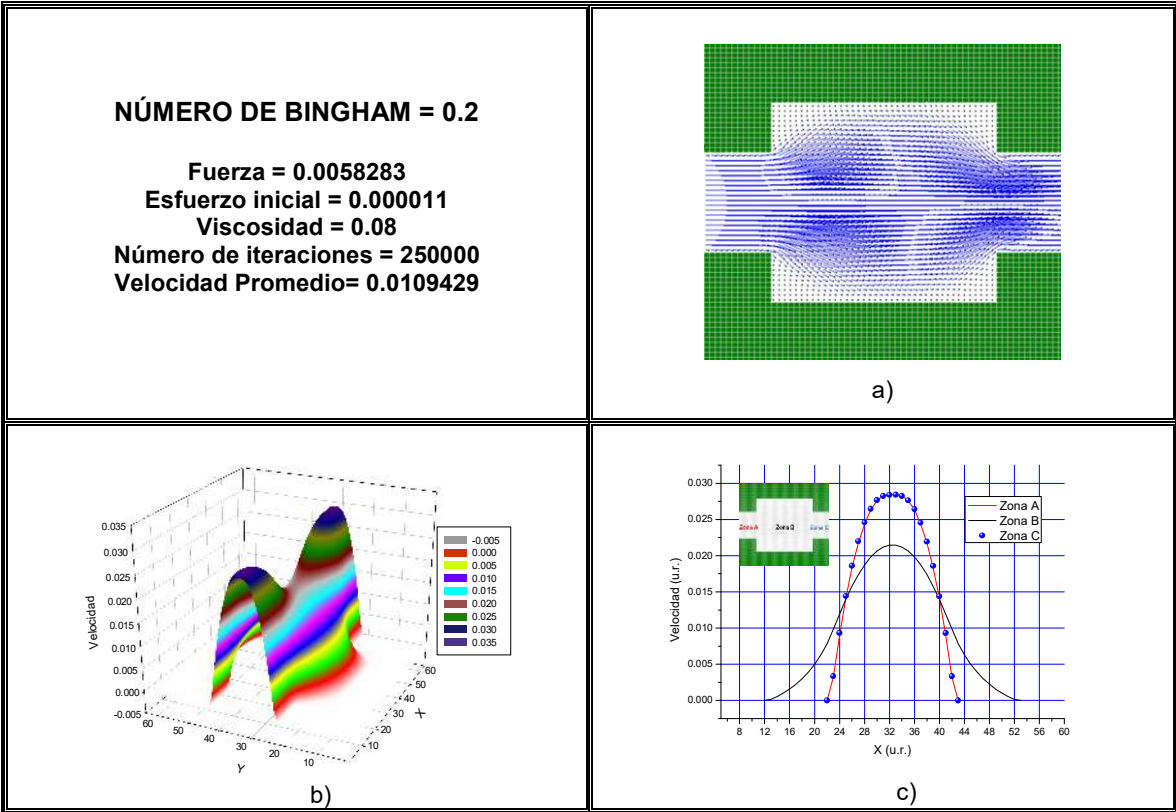 NÚMERO DE BINGHAM = 0.2
Fuerza = 0.0058283
Esfuerzo inicial = 0.000011
Viscosidad = 0.08
Número de iteraciones = 250000
Velocidad Promedio= 0.0109429
a)
0.035
0.030
0.025
0.020
0.015
0.010
0.005
0.000
-0.005
Velocidad
60
50
40
30
20
10
Y
10
20
30
40
50
60
X
-0.005
0.000
0.005
0.010
0.015
0.020
0.025
0.030
0.035
b)
0.030
0.025
0.020
0.015
0.010
0.005
0.000
Velocidad (u.r.)
Zona A
Zona B
Zona C
Zona A
Zona B
Zona C
8 12 16 20 24 28 32 36 40 44 48 52 56 60
X (u.r.)
c)